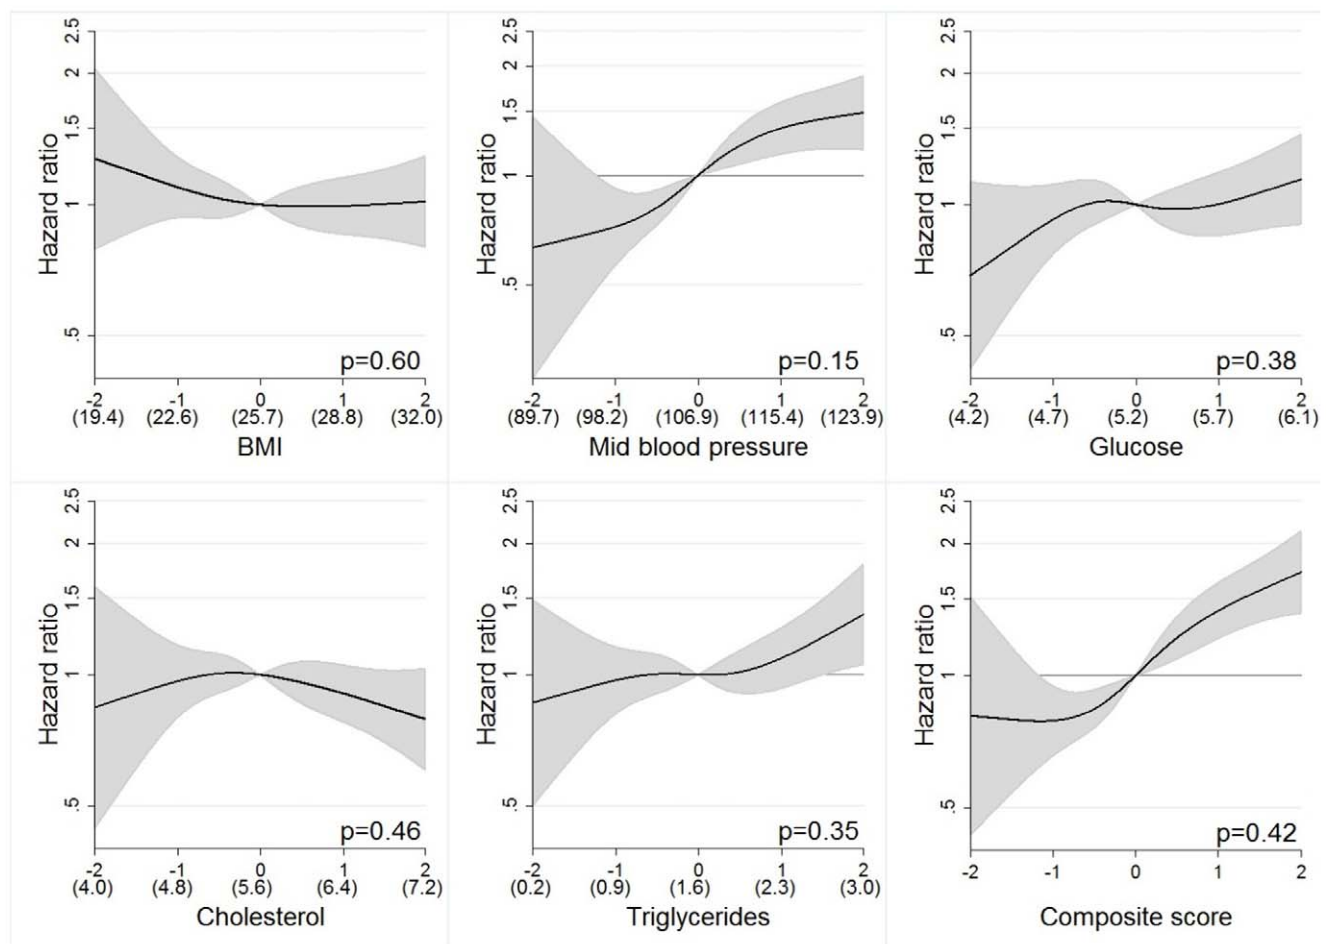 2.5
2
1.5
1
.5
Hazard ratio
p=0.60
-2 -1 0 1 2
(19.4) (22.6) (25.7) (28.8) (32.0)
BMI
2.5
2
1.5
1
.5
Hazard ratio
p=0.15
-2 -1 0 1 2
(89.7) (98.2) (106.9) (115.4) (123.9)
Mid blood pressure
2.5
2
1.5
1
.5
Hazard ratio
p=0.38
-2 -1 0 1 2
(4.2) (4.7) (5.2) (5.7) (6.1)
Glucose
2.5
2
1.5
1
.5
Hazard ratio
p=0.46
-2 -1 0 1 2
(4.0) (4.8) (5.6) (6.4) (7.2)
Cholesterol
2.5
2
1.5
1
.5
Hazard ratio
p=0.35
-2 -1 0 1 2
(0.2) (0.9) (1.6) (2.3) (3.0)
Triglycerides
2.5
2
1.5
1
.5
Hazard ratio
p=0.42
-2 -1 0 1 2
Composite score